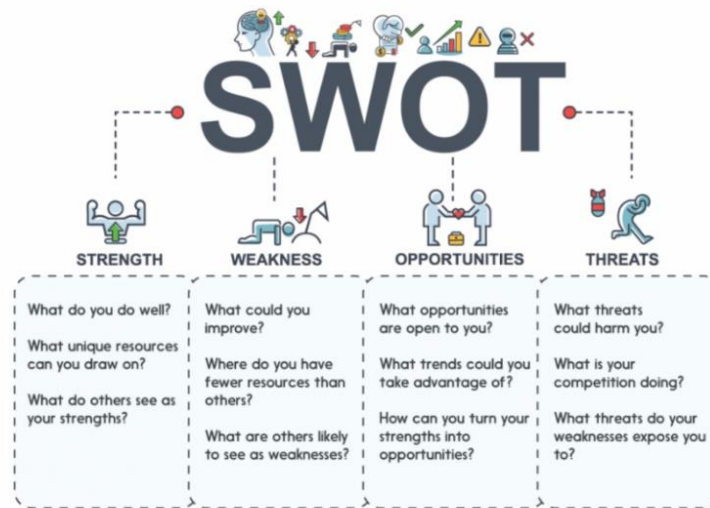 SWOT
STRENGTH
WEAKNESS
OPPORTUNITIES
THREATS
What do you do well?
What unique resources
can you draw on?
What do others see as
your strengths?
What could you
improve?
Where do you have
fewer resources than
others?
What are others likely
to see as weaknesses?
What opportunities
are open to you?
What trends could you
take advantage of?
How can you turn your
strengths into
opportunities?
What threats
could harm you?
What is your
competition doing?
What threats do your
weaknesses expose you
to?